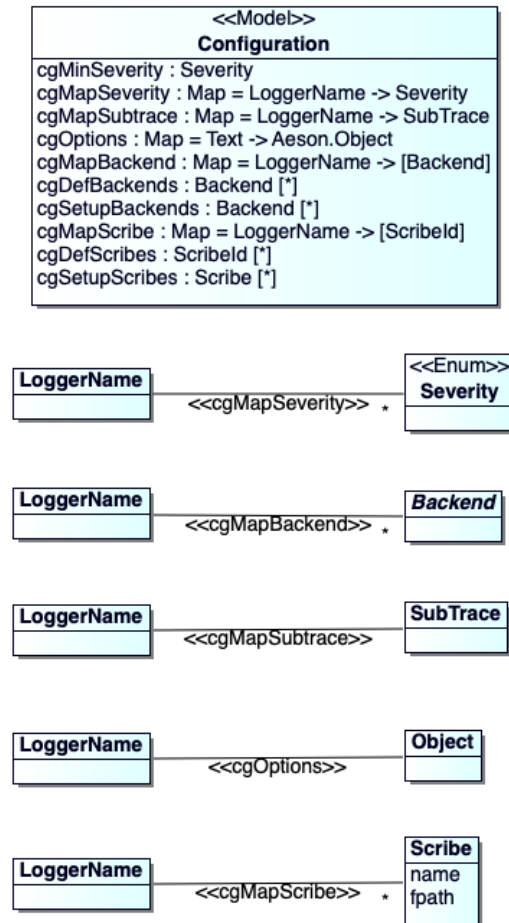 <<Model>>
Configuration
cgMinSeverity : Severity
cgMapSeverity : Map = LoggerName -> Severity
cgMapSubtrace : Map = LoggerName -> SubTrace
cgOptions : Map = Text -> Aeson.Object
cgMapBackend : Map = LoggerName -> [Backend]
cgDefBackends : Backend [*]
cgSetupBackends : Backend [*]
cgMapScribe : Map = LoggerName -> [ScribeId]
cgDefScribes : ScribeId [*]
cgSetupScribes : Scribe [*]
LoggerName
<<cgMapSeverity>> *
<<Enum>>
Severity
LoggerName
<<cgMapBackend>> *
Backend
LoggerName
<<cgMapSubtrace>>
SubTrace
LoggerName
<<cgOptions>>
Object
LoggerName
<<cgMapScribe>> *
Scribe
name
fpath